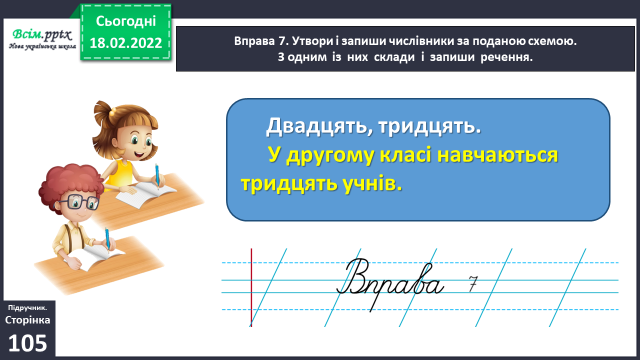 Всім.pptx
Нова українська школа
Сьогодні
18.02.2022
Вправа 7. Утвори і запиши числівники за поданою схемою.
З одним із них склади і запиши речення.
Двадцять, тридцять.
У другому класі навчаються
тридцять учнів.
Вправа 7
Підручник.
Сторінка
105